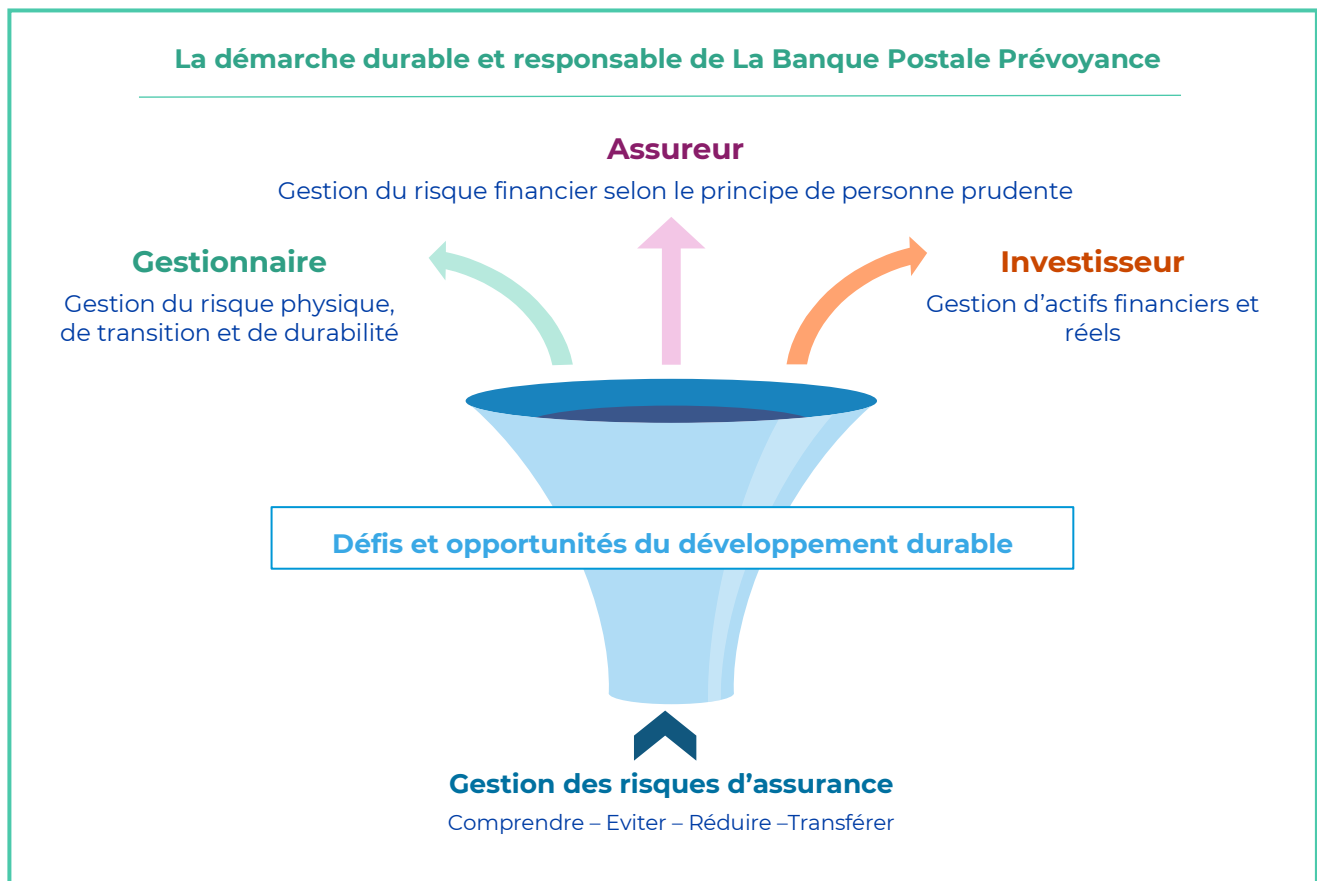 La démarche durable et responsable de La Banque Postale Prévoyance
Assureur
Gestion du risque financier selon le principe de personne prudente
Gestionnaire
Gestion du risque physique,
de transition et de durabilité
Investisseur
Gestion d’actifs financiers et
réels
Défis et opportunités du développement durable
Gestion des risques d’assurance
Comprendre – Eviter – Réduire –Transférer